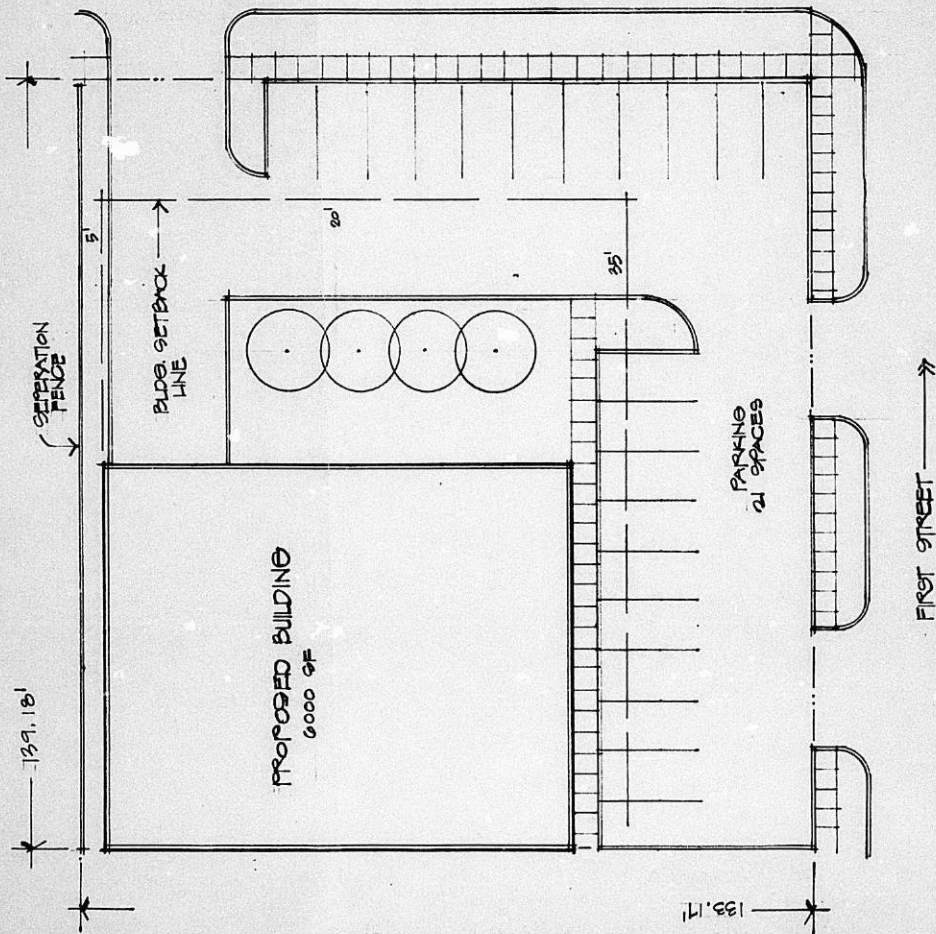 SEPERATION
FENCE
5'
BLDG. SETBACK
LINE
20'
35'
139.18'
PROPOSED BUILDING
6000 SF
PARKING
21 SPACES
133.17'
FIRST STREET